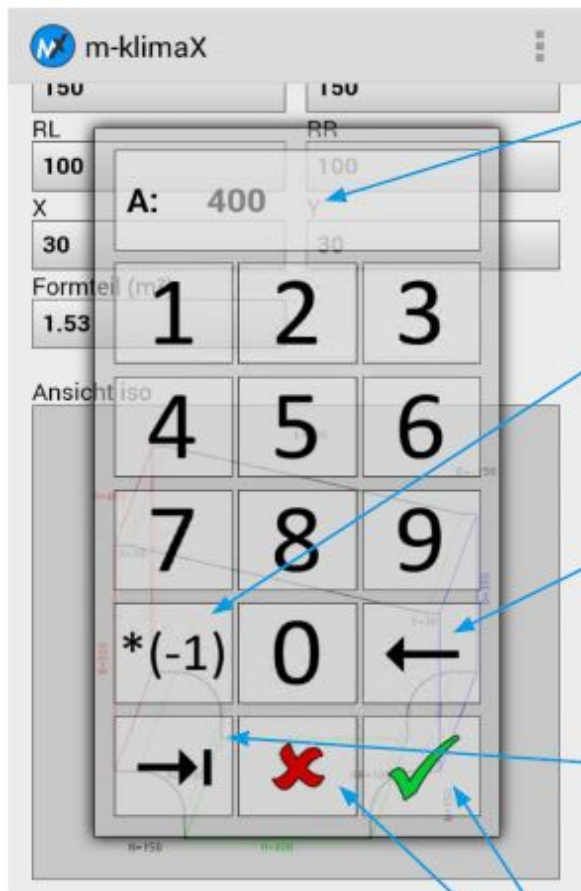 m-klimaX
150 150
RL RR
100 100
A: 400
X Y
30 30
Formteil (m²)
1.53
1 2 3
Ansicht iso
4 5 6
7 8 9
*(-1) 0 ←
→|
M=150